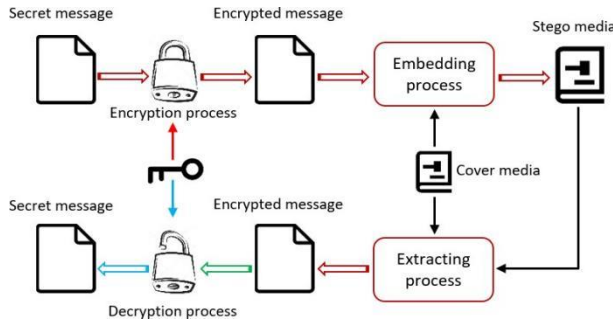 Secret message
Encrypted message
Stego media
Embedding
process
Encryption process
Cover media
Secret message
Encrypted message
Extracting
process
Decryption process